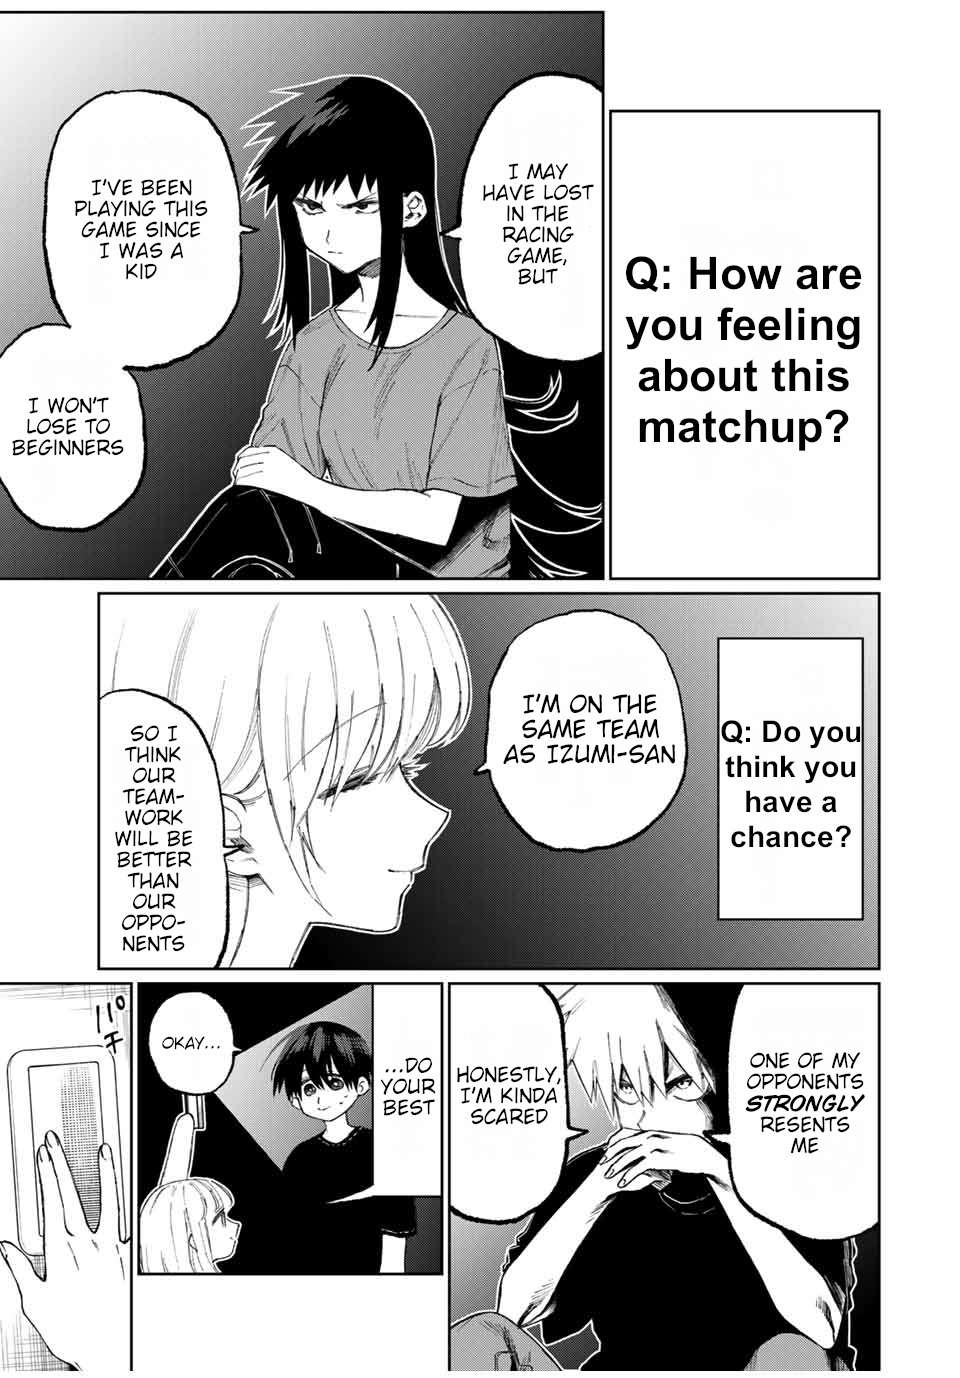 Q: How are
you feeling
about this
matchup?
I MAY
HAVE LOST
IN THE
RACING
GAME,
BUT
I'VE BEEN
PLAYING THIS
GAME SINCE
I WAS A
KID
I WON'T
LOSE TO
BEGINNERS
Q: Do you
think you
have a
chance?
I'M ON THE
SAME TEAM
AS IZUMI-SAN
SO I
THINK
OUR
TEAM-
WORK
WILL BE
BETTER
THAN
OUR
OPPO-
NENTS
ONE OF MY
OPPONENTS
STRONGLY
RESENTS
ME
HONESTLY,
I'M KINDA
SCARED
...DO
YOUR
BEST
OKAY...
パチ